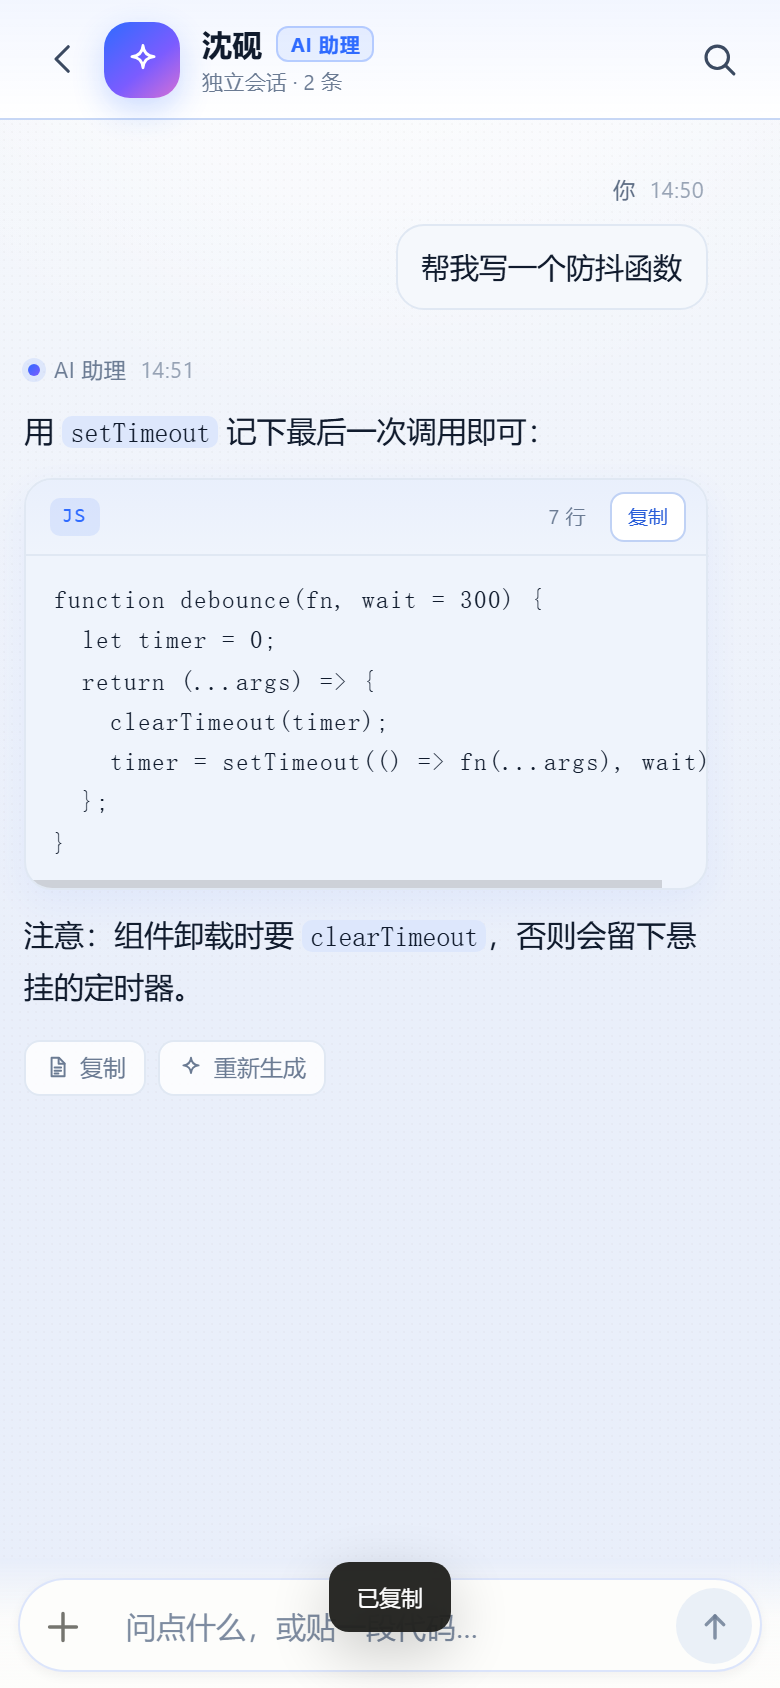 沈砚 AI 助理
独立会话 · 2 条
你 14:50
帮我写一个防抖函数
AI 助理 14:51
用 setTimeout 记下最后一次调用即可：
JS 7 行 复制
function debounce(fn, wait = 300) {
  let timer = 0;
  return (...args) => {
    clearTimeout(timer);
    timer = setTimeout(() => fn(...args), wait)
  };
}
注意：组件卸载时要 clearTimeout，否则会留下悬
挂的定时器。
复制 重新生成
已复制
问点什么，或贴一段代码...